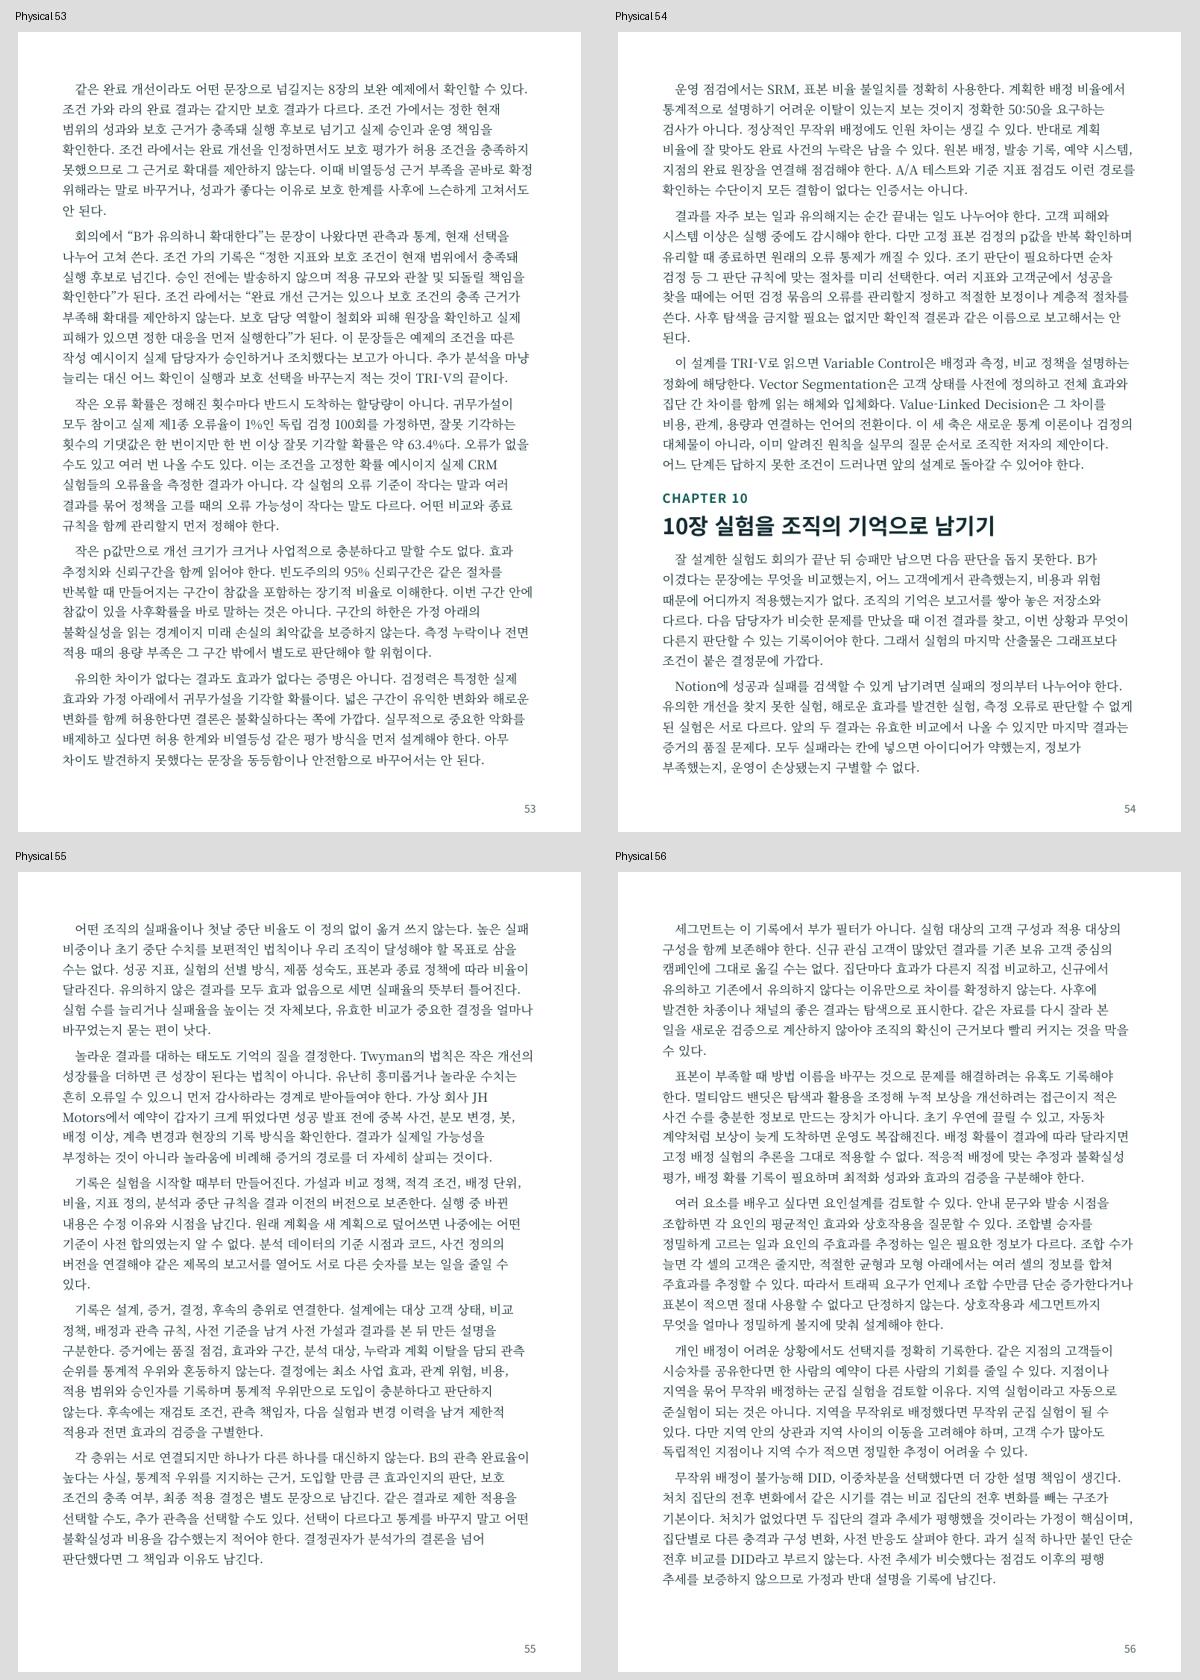 Physical 53
같은 완료 개선이라도 어떤 문장으로 넘길지는 8장의 보완 예제에서 확인할 수 있다.
조건 가와 라의 완료 결과는 같지만 보호 결과가 다르다. 조건 가에서는 정한 현재
범위의 성과와 보호 근거가 충족돼 실행 후보로 넘기고 실제 승인과 운영 책임을
확인한다. 조건 라에서는 완료 개선을 인정하면서도 보호 평가가 허용 조건을 충족하지
못했으므로 그 근거로 확대를 제안하지 않는다. 이때 비열등성 근거 부족을 곧바로 확정
위해라는 말로 바꾸거나, 성과가 좋다는 이유로 보호 한계를 사후에 느슨하게 고쳐서도
안 된다.
회의에서 “B가 유의하니 확대한다”는 문장이 나왔다면 관측과 통계, 현재 선택을
나누어 고쳐 쓴다. 조건 가의 기록은 “정한 지표와 보호 조건이 현재 범위에서 충족돼
실행 후보로 넘긴다. 승인 전에는 발송하지 않으며 적용 규모와 관찰 및 되돌릴 책임을
확인한다”가 된다. 조건 라에서는 “완료 개선 근거는 있으나 보호 조건의 충족 근거가
부족해 확대를 제안하지 않는다. 보호 담당 역할이 철회와 피해 원장을 확인하고 실제
피해가 있으면 정한 대응을 먼저 실행한다”가 된다. 이 문장들은 예제의 조건을 따른
작성 예시이지 실제 담당자가 승인하거나 조치했다는 보고가 아니다. 추가 분석을 마냥
늘리는 대신 어느 확인이 실행과 보호 선택을 바꾸는지 적는 것이 TRI-V의 끝이다.
작은 오류 확률은 정해진 횟수마다 반드시 도착하는 할당량이 아니다. 귀무가설이
모두 참이고 실제 제1종 오류율이 1%인 독립 검정 100회를 가정하면, 잘못 기각하는
횟수의 기댓값은 한 번이지만 한 번 이상 잘못 기각할 확률은 약 63.4%다. 오류가 없을
수도 있고 여러 번 나올 수도 있다. 이는 조건을 고정한 확률 예시이지 실제 CRM
실험들의 오류율을 측정한 결과가 아니다. 각 실험의 오류 기준이 작다는 말과 여러
결과를 묶어 정책을 고를 때의 오류 가능성이 작다는 말도 다르다. 어떤 비교와 종료
규칙을 함께 관리할지 먼저 정해야 한다.
작은 p값만으로 개선 크기가 크거나 사업적으로 충분하다고 말할 수도 없다. 효과
추정치와 신뢰구간을 함께 읽어야 한다. 빈도주의의 95% 신뢰구간은 같은 절차를
반복할 때 만들어지는 구간이 참값을 포함하는 장기적 비율로 이해한다. 이번 구간 안에
참값이 있을 사후확률을 바로 말하는 것은 아니다. 구간의 하한은 가정 아래의
불확실성을 읽는 경계이지 미래 손실의 최악값을 보증하지 않는다. 측정 누락이나 전면
적용 때의 용량 부족은 그 구간 밖에서 별도로 판단해야 할 위험이다.
유의한 차이가 없다는 결과도 효과가 없다는 증명은 아니다. 검정력은 특정한 실제
효과와 가정 아래에서 귀무가설을 기각할 확률이다. 넓은 구간이 유익한 변화와 해로운
변화를 함께 허용한다면 결론은 불확실하다는 쪽에 가깝다. 실무적으로 중요한 악화를
배제하고 싶다면 허용 한계와 비열등성 같은 평가 방식을 먼저 설계해야 한다. 아무
차이도 발견하지 못했다는 문장을 동등함이나 안전함으로 바꾸어서는 안 된다.
53
Physical 54
운영 점검에서는 SRM, 표본 비율 불일치를 정확히 사용한다. 계획한 배정 비율에서
통계적으로 설명하기 어려운 이탈이 있는지 보는 것이지 정확한 50:50을 요구하는
검사가 아니다. 정상적인 무작위 배정에도 인원 차이는 생길 수 있다. 반대로 계획
비율에 잘 맞아도 완료 사건의 누락은 남을 수 있다. 원본 배정, 발송 기록, 예약 시스템,
지점의 완료 원장을 연결해 점검해야 한다. A/A 테스트와 기준 지표 점검도 이런 경로를
확인하는 수단이지 모든 결함이 없다는 인증서는 아니다.
결과를 자주 보는 일과 유의해지는 순간 끝내는 일도 나누어야 한다. 고객 피해와
시스템 이상은 실행 중에도 감시해야 한다. 다만 고정 표본 검정의 p값을 반복 확인하며
유리할 때 종료하면 원래의 오류 통제가 깨질 수 있다. 조기 판단이 필요하다면 순차
검정 등 그 판단 규칙에 맞는 절차를 미리 선택한다. 여러 지표와 고객군에서 성공을
찾을 때에는 어떤 검정 묶음의 오류를 관리할지 정하고 적절한 보정이나 계층적 절차를
쓴다. 사후 탐색을 금지할 필요는 없지만 확인적 결론과 같은 이름으로 보고해서는 안
된다.
이 설계를 TRI-V로 읽으면 Variable Control은 배정과 측정, 비교 정책을 설명하는
정화에 해당한다. Vector Segmentation은 고객 상태를 사전에 정의하고 전체 효과와
집단 간 차이를 함께 읽는 해체와 입체화다. Value-Linked Decision은 그 차이를
비용, 관계, 용량과 연결하는 언어의 전환이다. 이 세 축은 새로운 통계 이론이나 검정의
대체물이 아니라, 이미 알려진 원칙을 실무의 질문 순서로 조직한 저자의 제안이다.
어느 단계든 답하지 못한 조건이 드러나면 앞의 설계로 돌아갈 수 있어야 한다.
CHAPTER 10
10장 실험을 조직의 기억으로 남기기
잘 설계한 실험도 회의가 끝난 뒤 승패만 남으면 다음 판단을 돕지 못한다. B가
이겼다는 문장에는 무엇을 비교했는지, 어느 고객에게서 관측했는지, 비용과 위험
때문에 어디까지 적용했는지가 없다. 조직의 기억은 보고서를 쌓아 놓은 저장소와
다르다. 다음 담당자가 비슷한 문제를 만났을 때 이전 결과를 찾고, 이번 상황과 무엇이
다른지 판단할 수 있는 기록이어야 한다. 그래서 실험의 마지막 산출물은 그래프보다
조건이 붙은 결정문에 가깝다.
Notion에 성공과 실패를 검색할 수 있게 남기려면 실패의 정의부터 나누어야 한다.
유의한 개선을 찾지 못한 실험, 해로운 효과를 발견한 실험, 측정 오류로 판단할 수 없게
된 실험은 서로 다르다. 앞의 두 결과는 유효한 비교에서 나올 수 있지만 마지막 결과는
증거의 품질 문제다. 모두 실패라는 칸에 넣으면 아이디어가 약했는지, 정보가
부족했는지, 운영이 손상됐는지 구별할 수 없다.
54
Physical 55
어떤 조직의 실패율이나 첫날 중단 비율도 이 정의 없이 옮겨 쓰지 않는다. 높은 실패
비중이나 초기 중단 수치를 보편적인 법칙이나 우리 조직이 달성해야 할 목표로 삼을
수는 없다. 성공 지표, 실험의 선별 방식, 제품 성숙도, 표본과 종료 정책에 따라 비율이
달라진다. 유의하지 않은 결과를 모두 효과 없음으로 세면 실패율의 뜻부터 틀어진다.
실험 수를 늘리거나 실패율을 높이는 것 자체보다, 유효한 비교가 중요한 결정을 얼마나
바꾸었는지 묻는 편이 낫다.
놀라운 결과를 대하는 태도도 기억의 질을 결정한다. Twyman의 법칙은 작은 개선의
성장률을 더하면 큰 성장이 된다는 법칙이 아니다. 유난히 흥미롭거나 놀라운 수치는
흔히 오류일 수 있으니 먼저 감사하라는 경계로 받아들여야 한다. 가상 회사 JH
Motors에서 예약이 갑자기 크게 뛰었다면 성공 발표 전에 중복 사건, 분모 변경, 봇,
배정 이상, 계측 변경과 현장의 기록 방식을 확인한다. 결과가 실제일 가능성을
부정하는 것이 아니라 놀라움에 비례해 증거의 경로를 더 자세히 살피는 것이다.
기록은 실험을 시작할 때부터 만들어진다. 가설과 비교 정책, 적격 조건, 배정 단위,
비율, 지표 정의, 분석과 중단 규칙을 결과 이전의 버전으로 보존한다. 실행 중 바뀐
내용은 수정 이유와 시점을 남긴다. 원래 계획을 새 계획으로 덮어쓰면 나중에는 어떤
기준이 사전 합의였는지 알 수 없다. 분석 데이터의 기준 시점과 코드, 사건 정의의
버전을 연결해야 같은 제목의 보고서를 열어도 서로 다른 숫자를 보는 일을 줄일 수
있다.
기록은 설계, 증거, 결정, 후속의 층위로 연결한다. 설계에는 대상 고객 상태, 비교
정책, 배정과 관측 규칙, 사전 기준을 남겨 사전 가설과 결과를 본 뒤 만든 설명을
구분한다. 증거에는 품질 점검, 효과와 구간, 분석 대상, 누락과 계획 이탈을 담되 관측
순위를 통계적 우위와 혼동하지 않는다. 결정에는 최소 사업 효과, 관계 위험, 비용,
적용 범위와 승인자를 기록하며 통계적 우위만으로 도입이 충분하다고 판단하지
않는다. 후속에는 재검토 조건, 관측 책임자, 다음 실험과 변경 이력을 남겨 제한적
적용과 전면 효과의 검증을 구별한다.
각 층위는 서로 연결되지만 하나가 다른 하나를 대신하지 않는다. B의 관측 완료율이
높다는 사실, 통계적 우위를 지지하는 근거, 도입할 만큼 큰 효과인지의 판단, 보호
조건의 충족 여부, 최종 적용 결정은 별도 문장으로 남긴다. 같은 결과로 제한 적용을
선택할 수도, 추가 관찰을 선택할 수도 있다. 선택이 다르다고 통계를 바꾸지 말고 어떤
불확실성과 비용을 감수했는지 적어야 한다. 결정권자가 분석가의 결론을 넘어
판단했다면 그 책임과 이유도 남긴다.
55
Physical 56
세그먼트는 이 기록에서 부가 필터가 아니다. 실험 대상의 고객 구성과 적용 대상의
구성을 함께 보존해야 한다. 신규 관심 고객이 많았던 결과를 기존 보유 고객 중심의
캠페인에 그대로 옮길 수는 없다. 집단마다 효과가 다른지 직접 비교하고, 신규에서
유의하고 기존에서 유의하지 않다는 이유만으로 차이를 확정하지 않는다. 사후에
발견한 차종이나 채널의 좋은 결과는 탐색으로 표시한다. 같은 자료를 다시 잘라 본
일을 새로운 검증으로 계산하지 않아야 조직의 확신이 근거보다 빨리 커지는 것을 막을
수 있다.
표본이 부족할 때 방법 이름을 바꾸는 것으로 문제를 해결하려는 유혹도 기록해야
한다. 멀티암드 밴딧은 탐색과 활용을 조정해 누적 보상을 개선하려는 접근이지 적은
사건 수를 충분한 정보로 만드는 장치가 아니다. 초기 우연에 끌릴 수 있고, 자동차
계약처럼 보상이 늦게 도착하면 운영도 복잡해진다. 배정 확률이 결과에 따라 달라지면
고정 배정 실험의 추론을 그대로 적용할 수 없다. 적응적 배정에 맞는 추정과 불확실성
평가, 배정 확률 기록이 필요하며 최적화 성과와 효과의 검증을 구분해야 한다.
여러 요소를 배우고 싶다면 요인설계를 검토할 수 있다. 안내 문구와 발송 시점을
조합하면 각 요인의 평균적인 효과와 상호작용을 질문할 수 있다. 조합별 승자를
정밀하게 고르는 일과 요인의 주효과를 추정하는 일은 필요한 정보가 다르다. 조합 수가
늘면 각 셀의 고객은 줄지만, 적절한 균형과 모형 아래에서는 여러 셀의 정보를 합쳐
주효과를 추정할 수 있다. 따라서 트래픽 요구가 언제나 조합 수만큼 단순 증가한다거나
표본이 적으면 절대 사용할 수 없다고 단정하지 않는다. 상호작용과 세그먼트까지
무엇을 얼마나 정밀하게 볼지에 맞춰 설계해야 한다.
개인 배정이 어려운 상황에서도 선택지를 정확히 기록한다. 같은 지점의 고객들이
시승차를 공유한다면 한 사람의 예약이 다른 사람의 기회를 줄일 수 있다. 지점이나
지역을 묶어 무작위 배정하는 군집 실험을 검토할 이유다. 지역 실험이라고 자동으로
준실험이 되는 것은 아니다. 지역을 무작위로 배정했다면 무작위 군집 실험이 될 수
있다. 다만 지역 안의 상관과 지역 사이의 이동을 고려해야 하며, 고객 수가 많아도
독립적인 지점이나 지역 수가 적으면 정밀한 추정이 어려울 수 있다.
무작위 배정이 불가능해 DID, 이중차분을 선택했다면 더 강한 설명 책임이 생긴다.
처치 집단의 전후 변화에서 같은 시기를 겪는 비교 집단의 전후 변화를 빼는 구조가
기본이다. 처치가 없었다면 두 집단의 결과 추세가 평행했을 것이라는 가정이 핵심이며,
집단별로 다른 충격과 구성 변화, 사전 반응도 살펴야 한다. 과거 실적 하나만 붙인 단순
전후 비교를 DID라고 부르지 않는다. 사전 추세가 비슷했다는 점검도 이후의 평행
추세를 보증하지 않으므로 가정과 반대 설명을 기록에 남긴다.
56